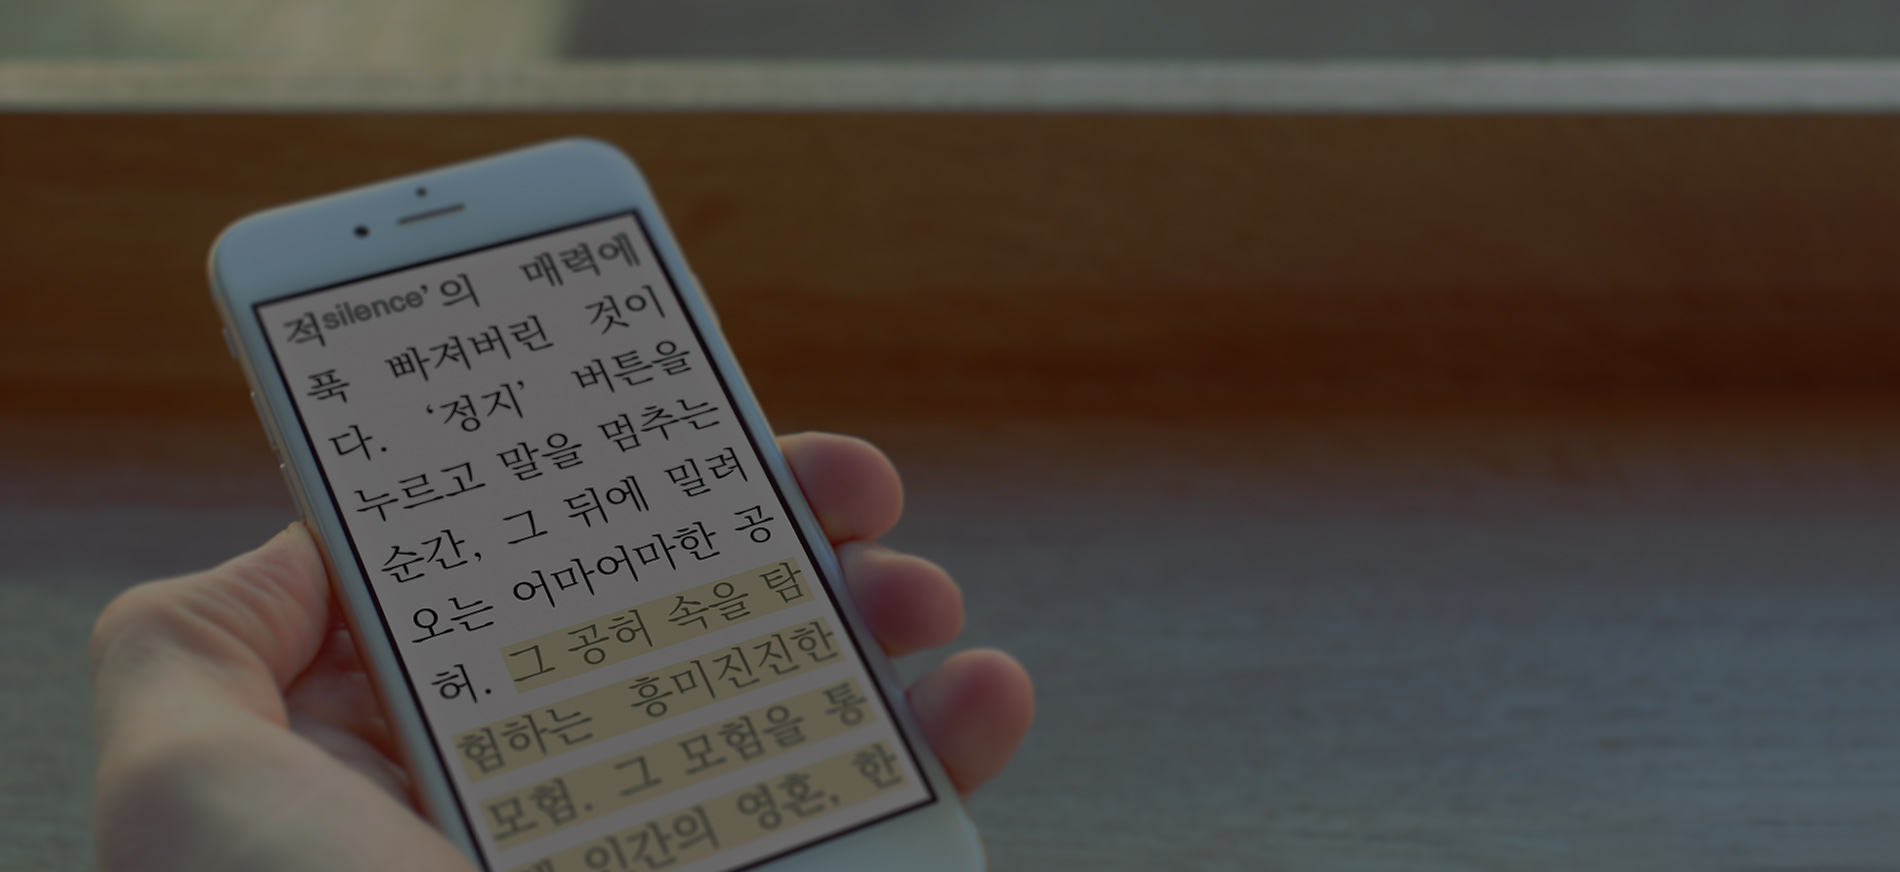 적silence’의 매력에
푹 빠져버린 것이
다. ‘정지’ 버튼을
누르고 말을 멈추는
순간, 그 뒤에 밀려
오는 어마어마한 공
허. 그 공허 속을 탐
험하는 흥미진진한
모험. 그 모험을 통
인간의 영혼, 한